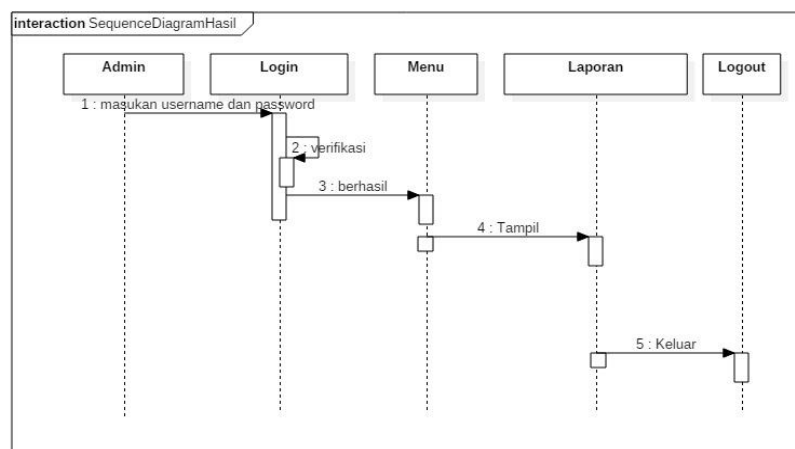 interaction SequenceDiagramHasil
Admin
Login
Menu
Laporan
Logout
1 : masukan username dan password
2 : verifikasi
3 : berhasil
4 : Tampil
5 : Keluar